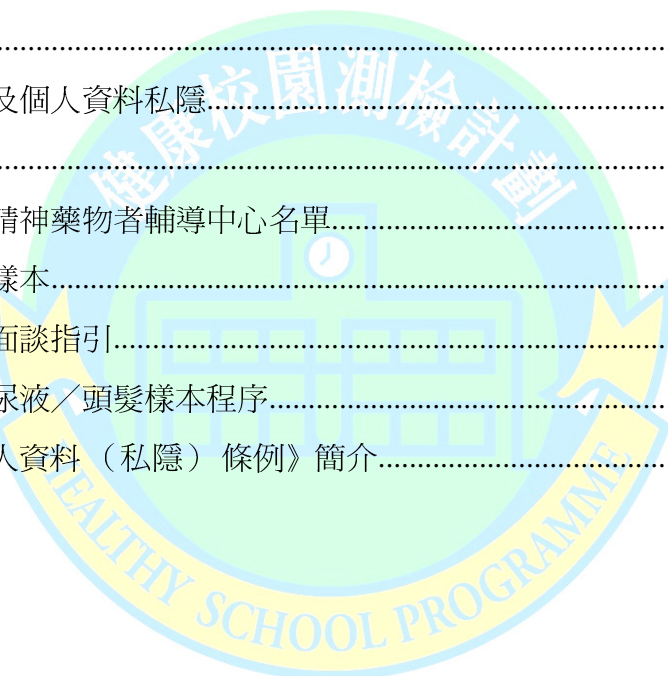 健康校園測檢計劃
................................................................
及個人資料私隱................................................................
................................................................
精神藥物者輔導中心名單................................................................
樣本................................................................
面談指引................................................................
尿液／頭髮樣本程序................................................................
人資料（私隱）條例》簡介................................................................
HEALTHY SCHOOL PROGRAMME